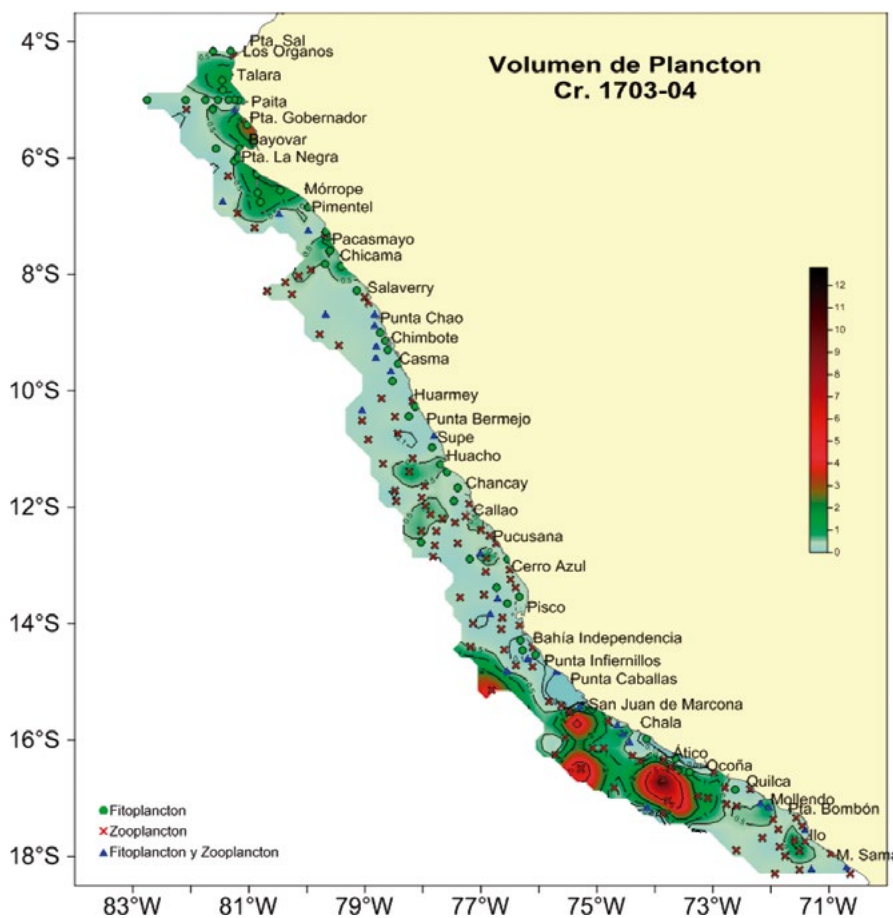 Volumen de Plancton
Cr. 1703-04
4°S
6°S
8°S
10°S
12°S
14°S
16°S
18°S
Pta. Sal
Los Organos
Talara
Paita
Pta. Gobernador
Bayovar
Pta. La Negra
Mórrope
Pimentel
Pacasmayo
Chicama
Salaverry
Punta Chao
Chimbote
Casma
Huarmey
Punta Bermejo
Supe
Huacho
Chancay
Callao
Pucusana
Cerro Azul
Pisco
Bahía Independencia
Punta Infiernillos
Punta Caballas
San Juan de Marcona
Chala
Ático
Ocoña
Quilca
Mollendo
Pta. Bombón
Ilo
M. Sama
12
11
10
9
8
7
6
5
4
3
2
1
0
Fitoplancton
Zooplancton
Fitoplancton y Zooplancton
83°W
81°W
79°W
77°W
75°W
73°W
71°W